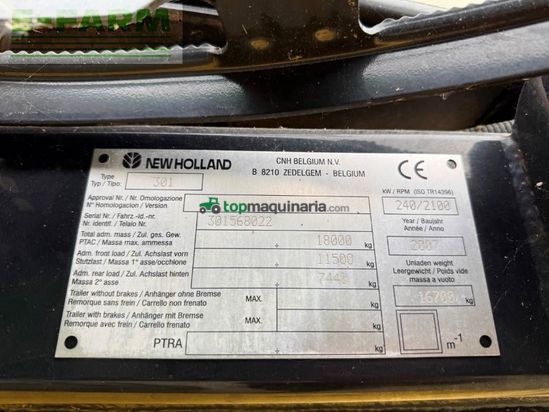 E-FARM
NEW HOLLAND
CNH BELGIUM N.V.
B 8210 ZEDELGEM - BELGIUM
CE
Type
Typ / Tipo: 301
Approval Nr./ Nr. Omologazione
N° Homologacion / Version
kW / RPM (ISO TR14396)
240/2100
topmaquinaria.com
Serial Nr./ Fahrz.-id.-nr.
Nr. identif. / Telaio Nr. 301568022
Year / Baujahr
Année / Anno
2007
Total adm. mass / Zul. ges. Gew.
PTAC / Massa max. ammessa 18000 kg
Adm. front load / Zul. Achslast vorn
Stutzlast / Massa 1° asse/occhione 11500 kg
Unladen weight
Leergewicht / Poids vide
massa a vuoto
16700 kg
Adm. rear load / Zul. Achslast hinten
Massa 2° asse kg
Trailer without brakes / Anhänger ohne Bremse
Remorque sans frein / Carrello non frenato MAX. kg
Trailer with brakes / Anhänger mit Bremse
Remorque avec frein / Carrello frenato MAX. kg
PTRA kg
m-1